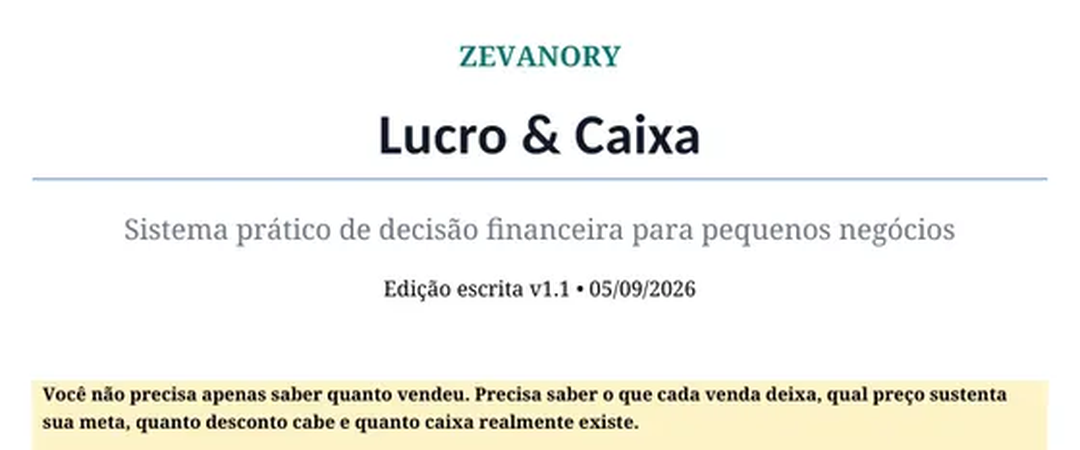 ZEVANORY
Lucro & Caixa
Sistema prático de decisão financeira para pequenos negócios
Edição escrita v1.1 • 05/09/2026
Você não precisa apenas saber quanto vendeu. Precisa saber o que cada venda deixa, qual preço sustenta
sua meta, quanto desconto cabe e quanto caixa realmente existe.